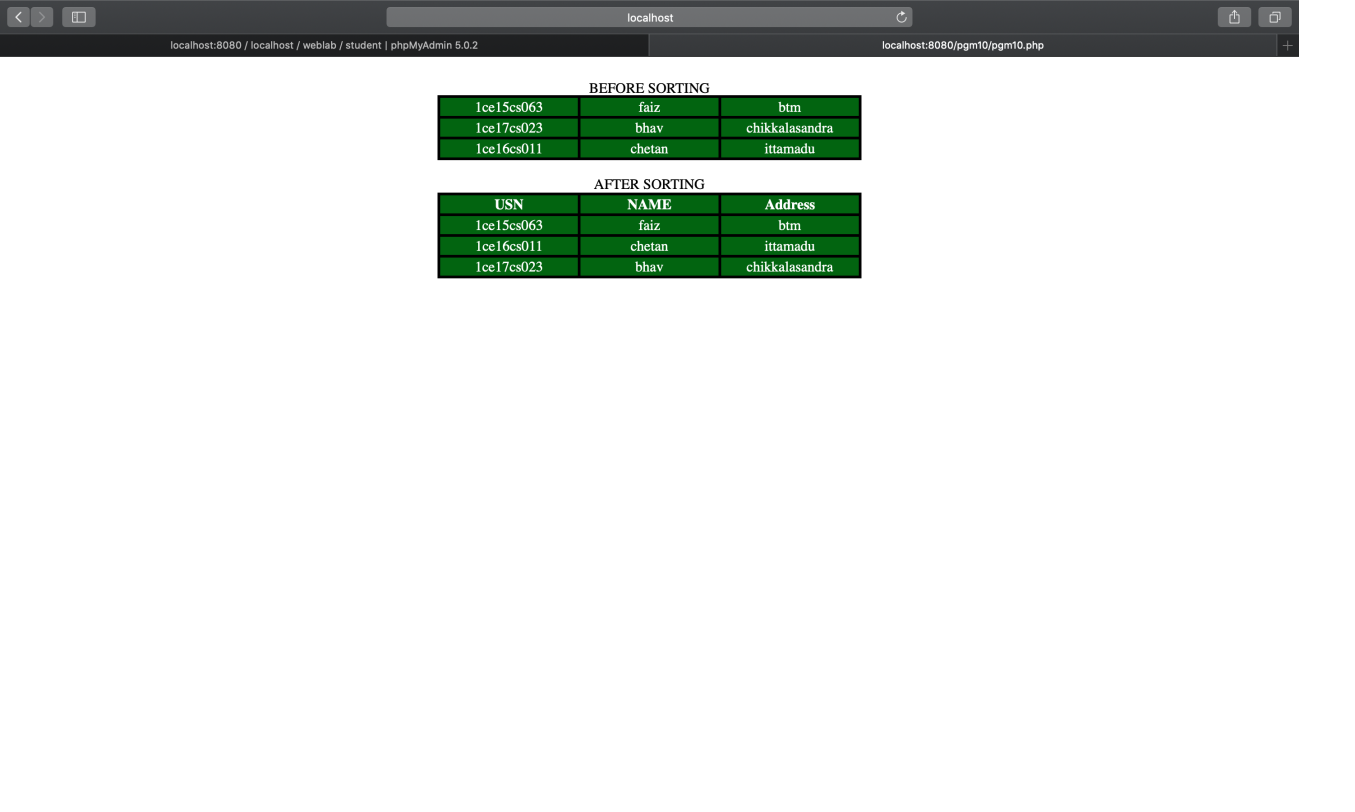 localhost
localhost:8080 / localhost / weblab / student | phpMyAdmin 5.0.2 localhost:8080/pgm10/pgm10.php
BEFORE SORTING
1ce15cs063 faiz btm
1ce17cs023 bhav chikkalasandra
1ce16cs011 chetan ittamadu
AFTER SORTING
USN NAME Address
1ce15cs063 faiz btm
1ce16cs011 chetan ittamadu
1ce17cs023 bhav chikkalasandra